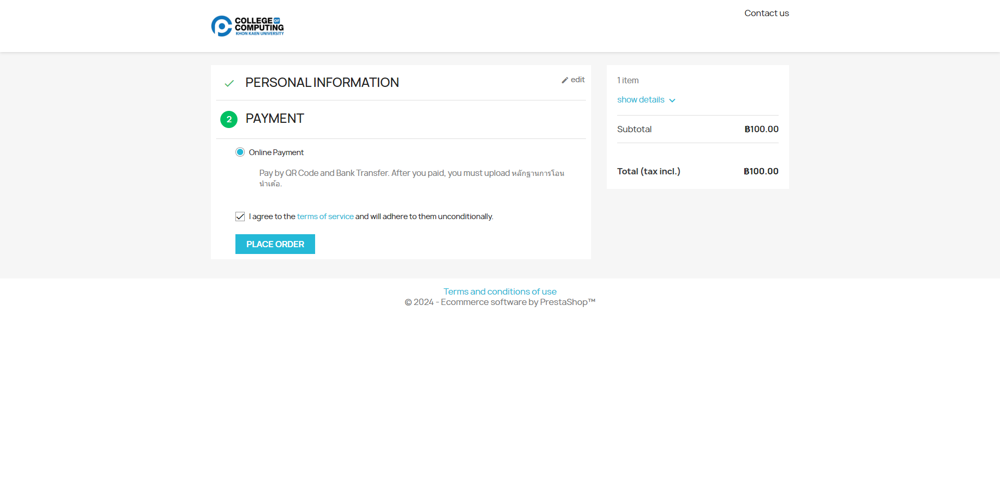 COLLEGE OF
COMPUTING
KHON KAEN UNIVERSITY
Contact us
PERSONAL INFORMATION
edit
2 PAYMENT
Online Payment
Pay by QR Code and Bank Transfer. After you paid, you must upload หลักฐานการโอน
นำเด้อ.
I agree to the terms of service and will adhere to them unconditionally.
PLACE ORDER
1 item
show details
Subtotal ฿100.00
Total (tax incl.) ฿100.00
Terms and conditions of use
© 2024 - Ecommerce software by PrestaShop™